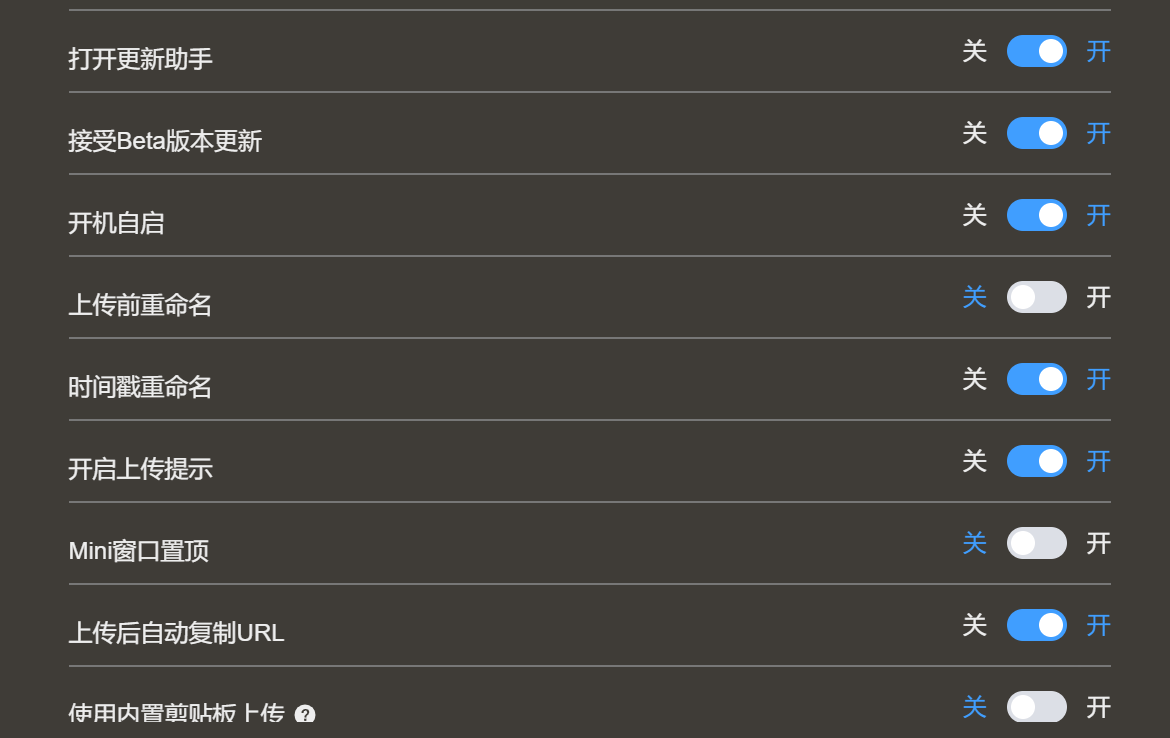 打开更新助手 关 开
接受Beta版本更新 关 开
开机自启 关 开
上传前重命名 关 开
时间戳重命名 关 开
开启上传提示 关 开
Mini窗口置顶 关 开
上传后自动复制URL 关 开
使用内置剪贴板上传 ? 关 开